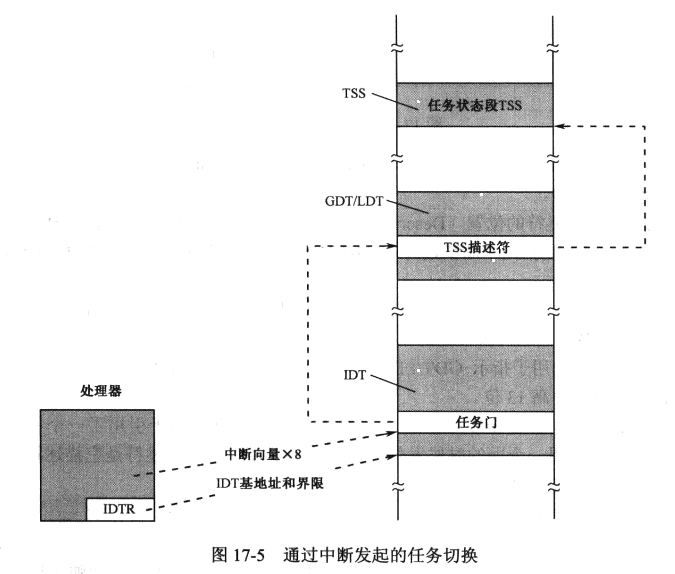 TSS
任务状态段TSS
GDT/LDT
TSS描述符
IDT
处理器
任务门
中断向量×8
IDT基地址和界限
IDTR
图 17-5 通过中断发起的任务切换